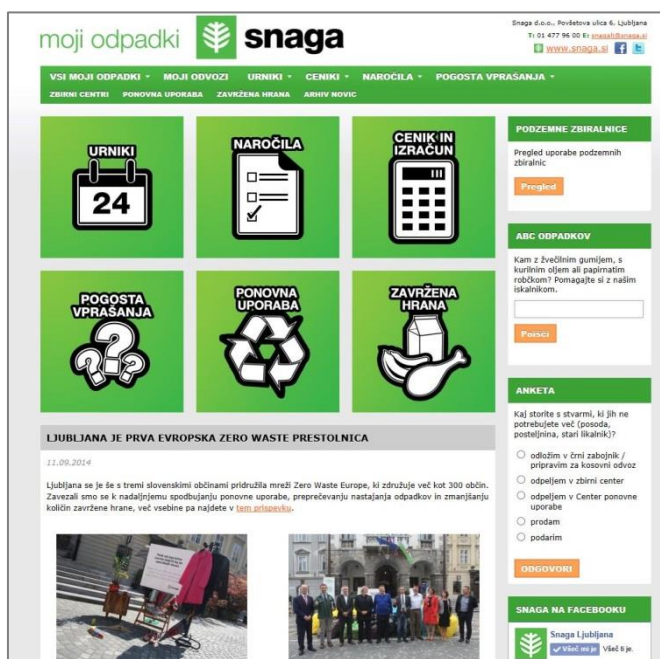 moji odpadki snaga
Snaga d.o.o., Povšetova ulica 6, Ljubljana
T: 01 477 96 00 E: snagalj@snaga.si
www.snaga.si
VSI MOJI ODPADKI MOJI ODVOZI URNIKI CENIKI NAROČILA POGOSTA VPRAŠANJA
ZBIRNI CENTRI PONOVNA UPORABA ZAVRŽENA HRANA ARHIV NOVIC
URNIKI
24
NAROČILA
CENIK IN
IZRAČUN
POGOSTA
VPRAŠANJA
PONOVNA
UPORABA
ZAVRŽENA
HRANA
LJUBLJANA JE PRVA EVROPSKA ZERO WASTE PRESTOLNICA
11.09.2014
Ljubljana se je še s tremi slovenskimi občinami pridružila mreži Zero Waste Europe, ki združuje več kot 300 občin.
Zavezali smo se k nadaljnjemu spodbujanju ponovne uporabe, preprečevanju nastajanja odpadkov in zmanjšanju
količin zavržene hrane, več vsebine pa najdete v tem prispevku.
PODZEMNE ZBIRALNICE
Pregled uporabe podzemnih
zbiralnic
Pregled
ABC ODPADKOV
Kam z žvečilnim gumijem, s
kurilnim oljem ali papirnatim
robčkom? Pomagajte si z našim
iskalnikom.
Poišči
ANKETA
Kaj storite s stvarmi, ki jih ne
potrebujete več (posoda,
posteljnina, stari likalnik)?
odložim v črni zabojnik /
pripravim za kosovni odvoz
odpeljem v zbirni center
odpeljem v Center ponovne
uporabe
prodam
podarim
ODGOVORI
SNAGA NA FACEBOOKU
Snaga Ljubljana
Všeč mi je Všeč ti je.